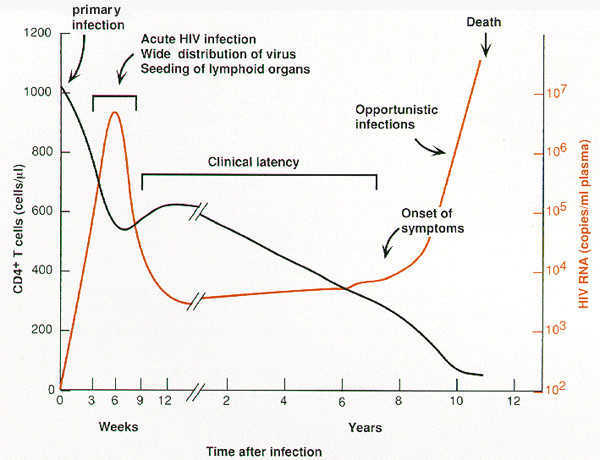 primary
infection
Acute HIV infection
Wide distribution of virus
Seeding of lymphoid organs
Death
Opportunistic
infections
Clinical latency
Onset of
symptoms
CD4+ T cells (cells/µl)
1200
1000
800
600
400
200
0
HIV RNA (copies/ml plasma)
10⁷
10⁶
10⁵
10⁴
10³
10²
0 3 6 9 12 2 4 6 8 10 12
Weeks Years
Time after infection